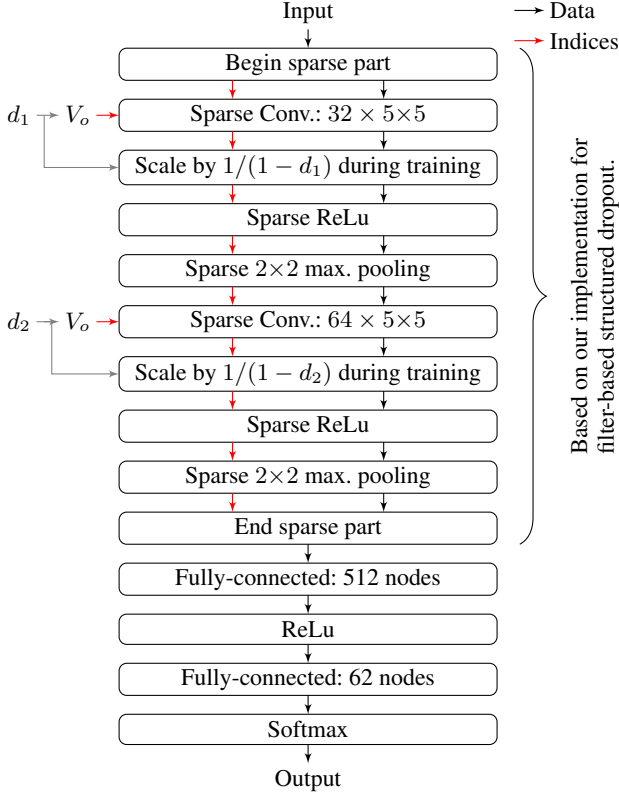 Input
Data
Indices
Begin sparse part
d₁ V₀ Sparse Conv.: 32 × 5×5
Scale by 1/(1 − d₁) during training
Sparse ReLu
Sparse 2×2 max. pooling
d₂ Vₒ Sparse Conv.: 64 × 5×5
Scale by 1/(1 − d₂) during training
Sparse ReLu
Sparse 2×2 max. pooling
End sparse part
Based on our implementation for
filter-based structured dropout.
Fully-connected: 512 nodes
ReLu
Fully-connected: 62 nodes
Softmax
Output